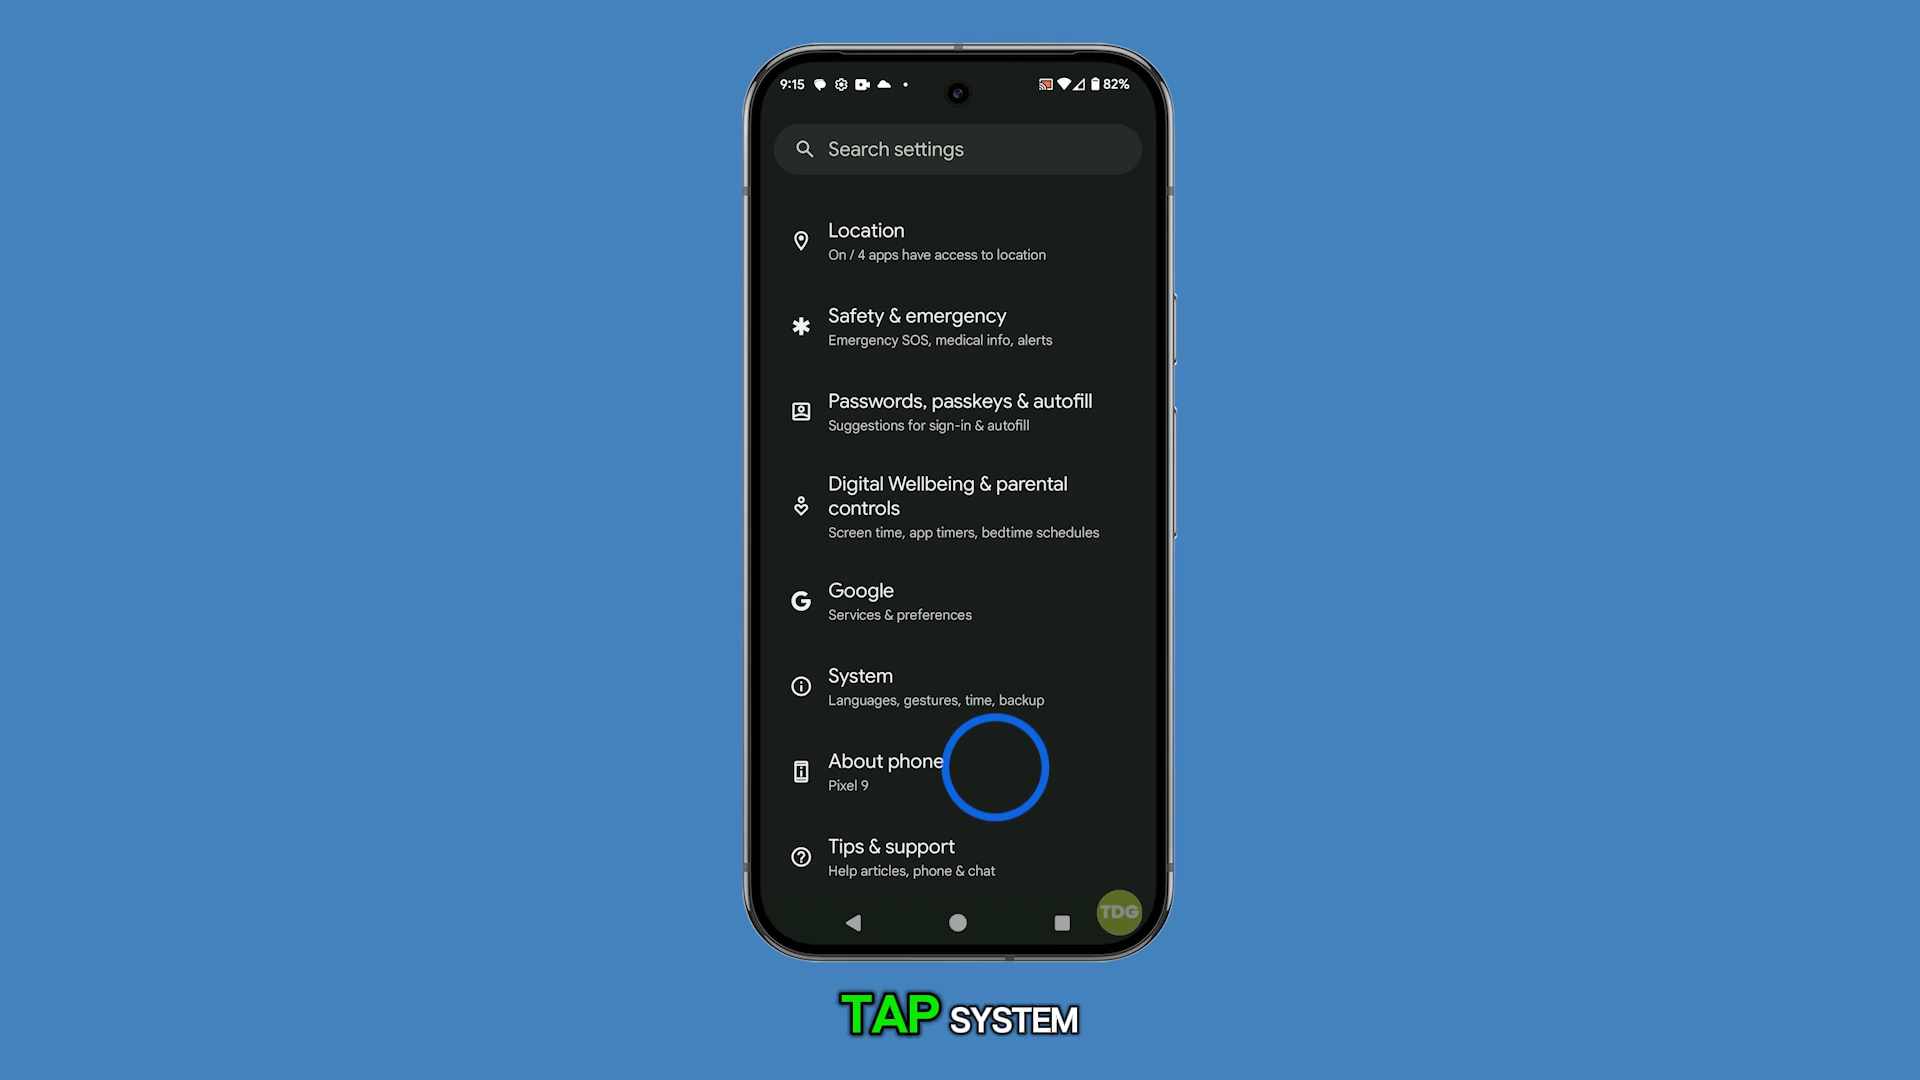 9:15
82%
Search settings
Location
On / 4 apps have access to location
Safety & emergency
Emergency SOS, medical info, alerts
Passwords, passkeys & autofill
Suggestions for sign-in & autofill
Digital Wellbeing & parental
controls
Screen time, app timers, bedtime schedules
Google
Services & preferences
System
Languages, gestures, time, backup
About phone
Pixel 9
Tips & support
Help articles, phone & chat
TDG
TAP SYSTEM